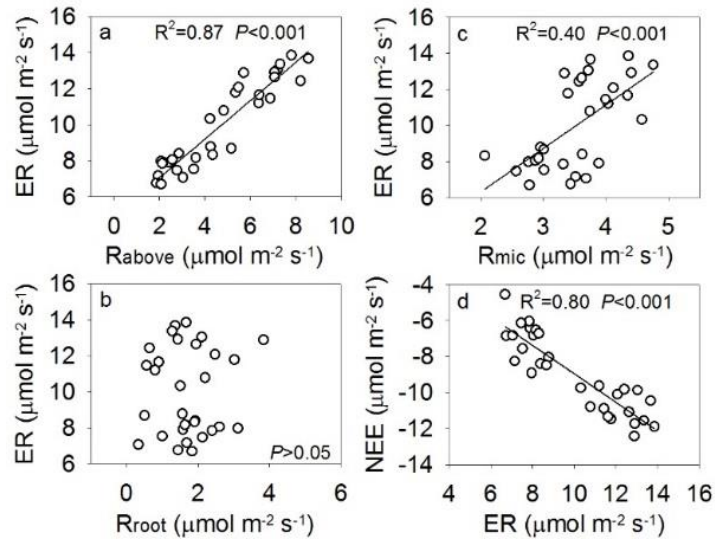 a
R²=0.87 P<0.001
16
14
12
10
8
6
ER (μmol m⁻² s⁻¹)
0 2 4 6 8 10
Rabove (μmol m⁻² s⁻¹)
c
R²=0.40 P<0.001
16
14
12
10
8
6
ER (μmol m⁻² s⁻¹)
2 3 4 5
Rmic (μmol m⁻² s⁻¹)
b
16
14
12
10
8
6
ER (μmol m⁻² s⁻¹)
P>0.05
0 2 4 6
Rroot (μmol m⁻² s⁻¹)
d
R²=0.80 P<0.001
-4
-6
-8
-10
-12
-14
NEE (μmol m⁻² s⁻¹)
4 6 8 10 12 14 16
ER (μmol m⁻² s⁻¹)